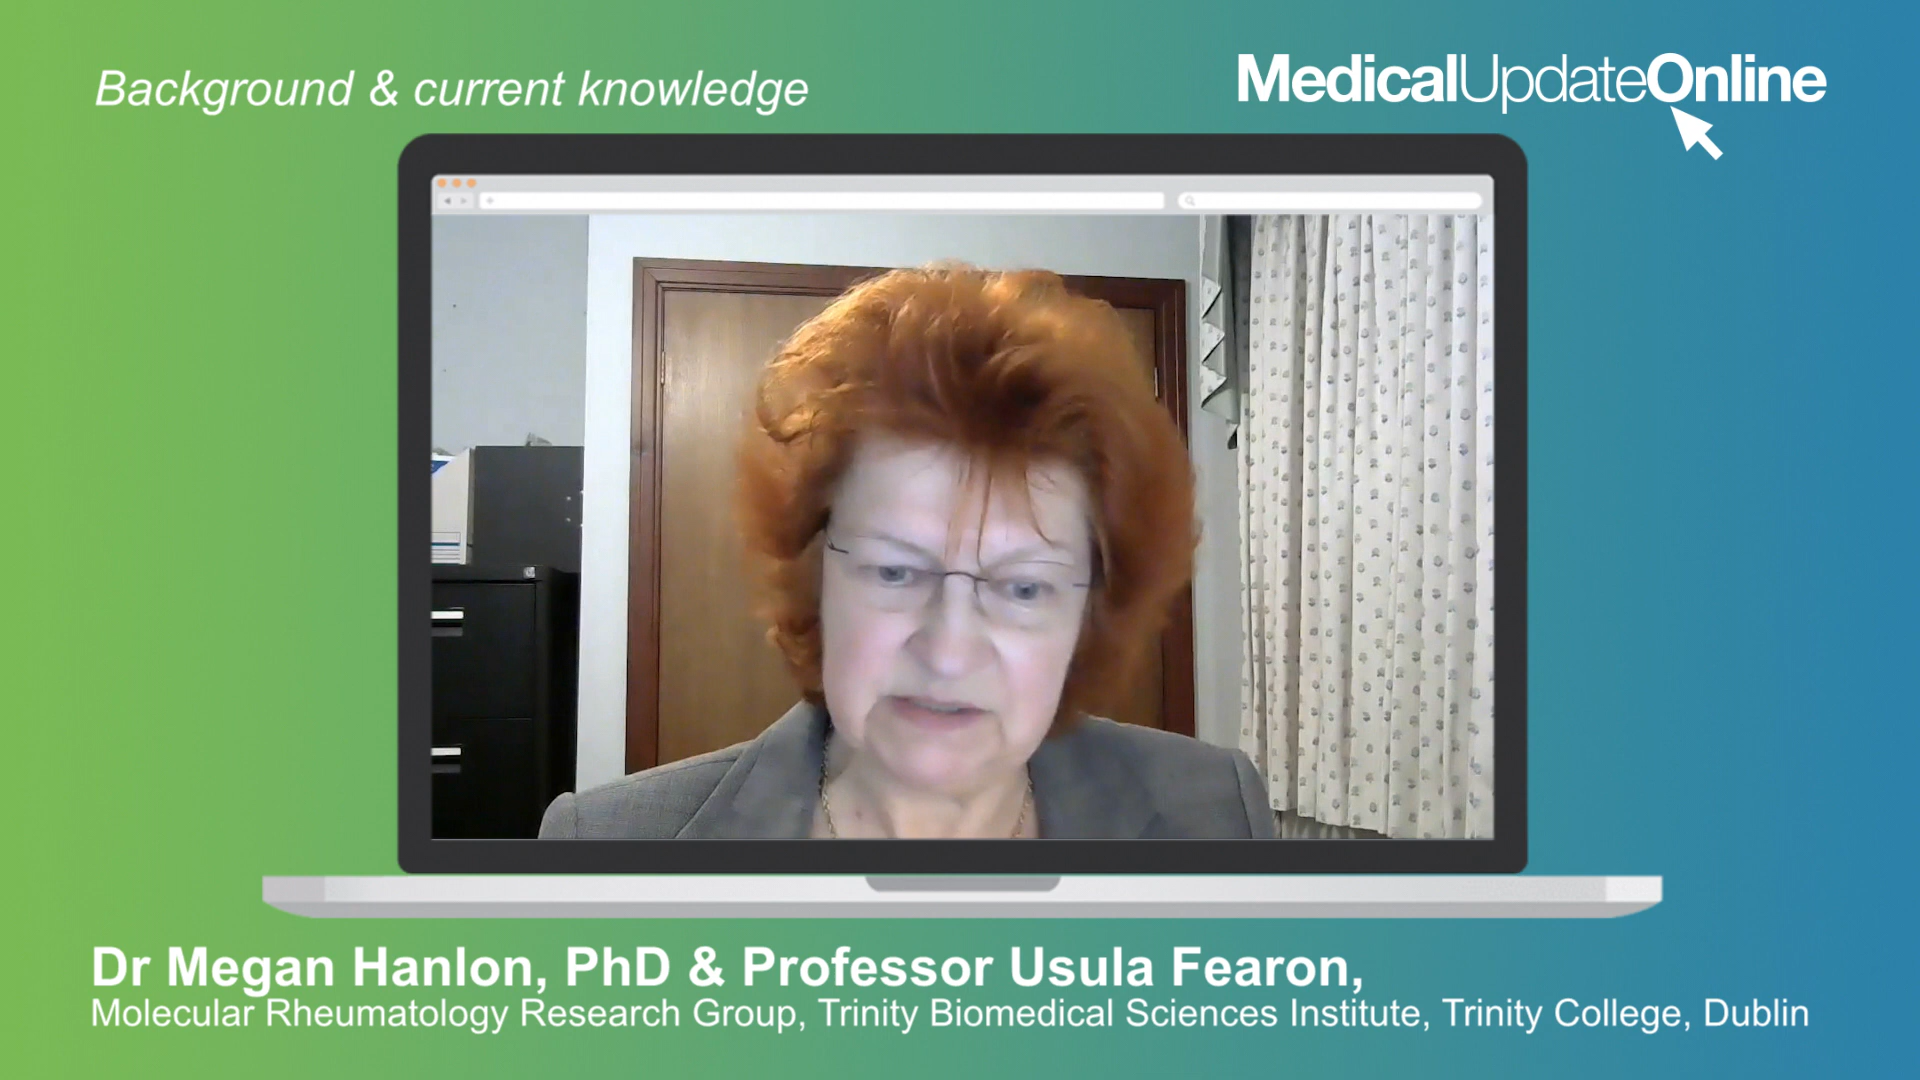 Background & current knowledge
MedicalUpdateOnline
Dr Megan Hanlon, PhD & Professor Usula Fearon,
Molecular Rheumatology Research Group, Trinity Biomedical Sciences Institute, Trinity College, Dublin